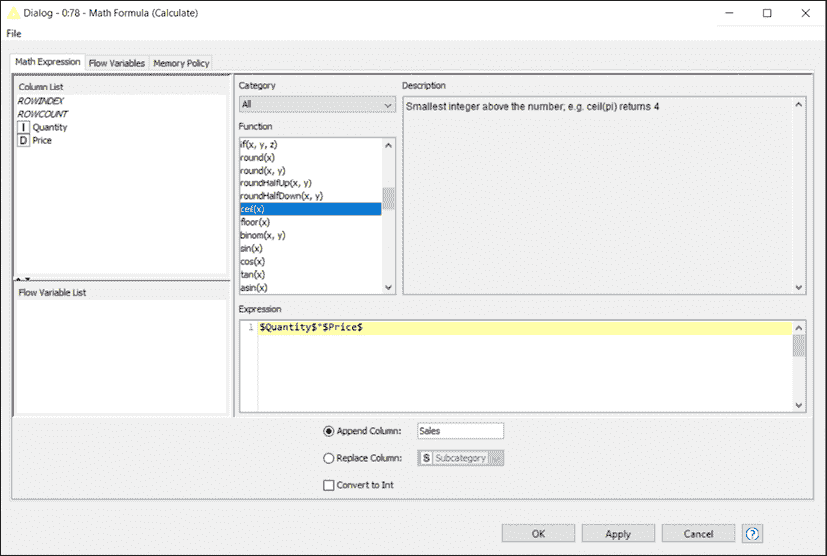 Dialog - 0:78 - Math Formula (Calculate)
File
Math Expression Flow Variables Memory Policy
Column List
ROWINDEX
ROWCOUNT
I Quantity
D Price
Flow Variable List
Category
All
Function
if(x, y, z)
round(x)
round(x, y)
roundHalfUp(x, y)
roundHalfDown(x, y)
ceil(x)
floor(x)
binom(x, y)
sin(x)
cos(x)
tan(x)
asin(x)
Description
Smallest integer above the number; e.g. ceil(pi) returns 4
Expression
1 $Quantity$*$Price$
Append Column: Sales
Replace Column: S Subcategory
Convert to Int
OK Apply Cancel ?